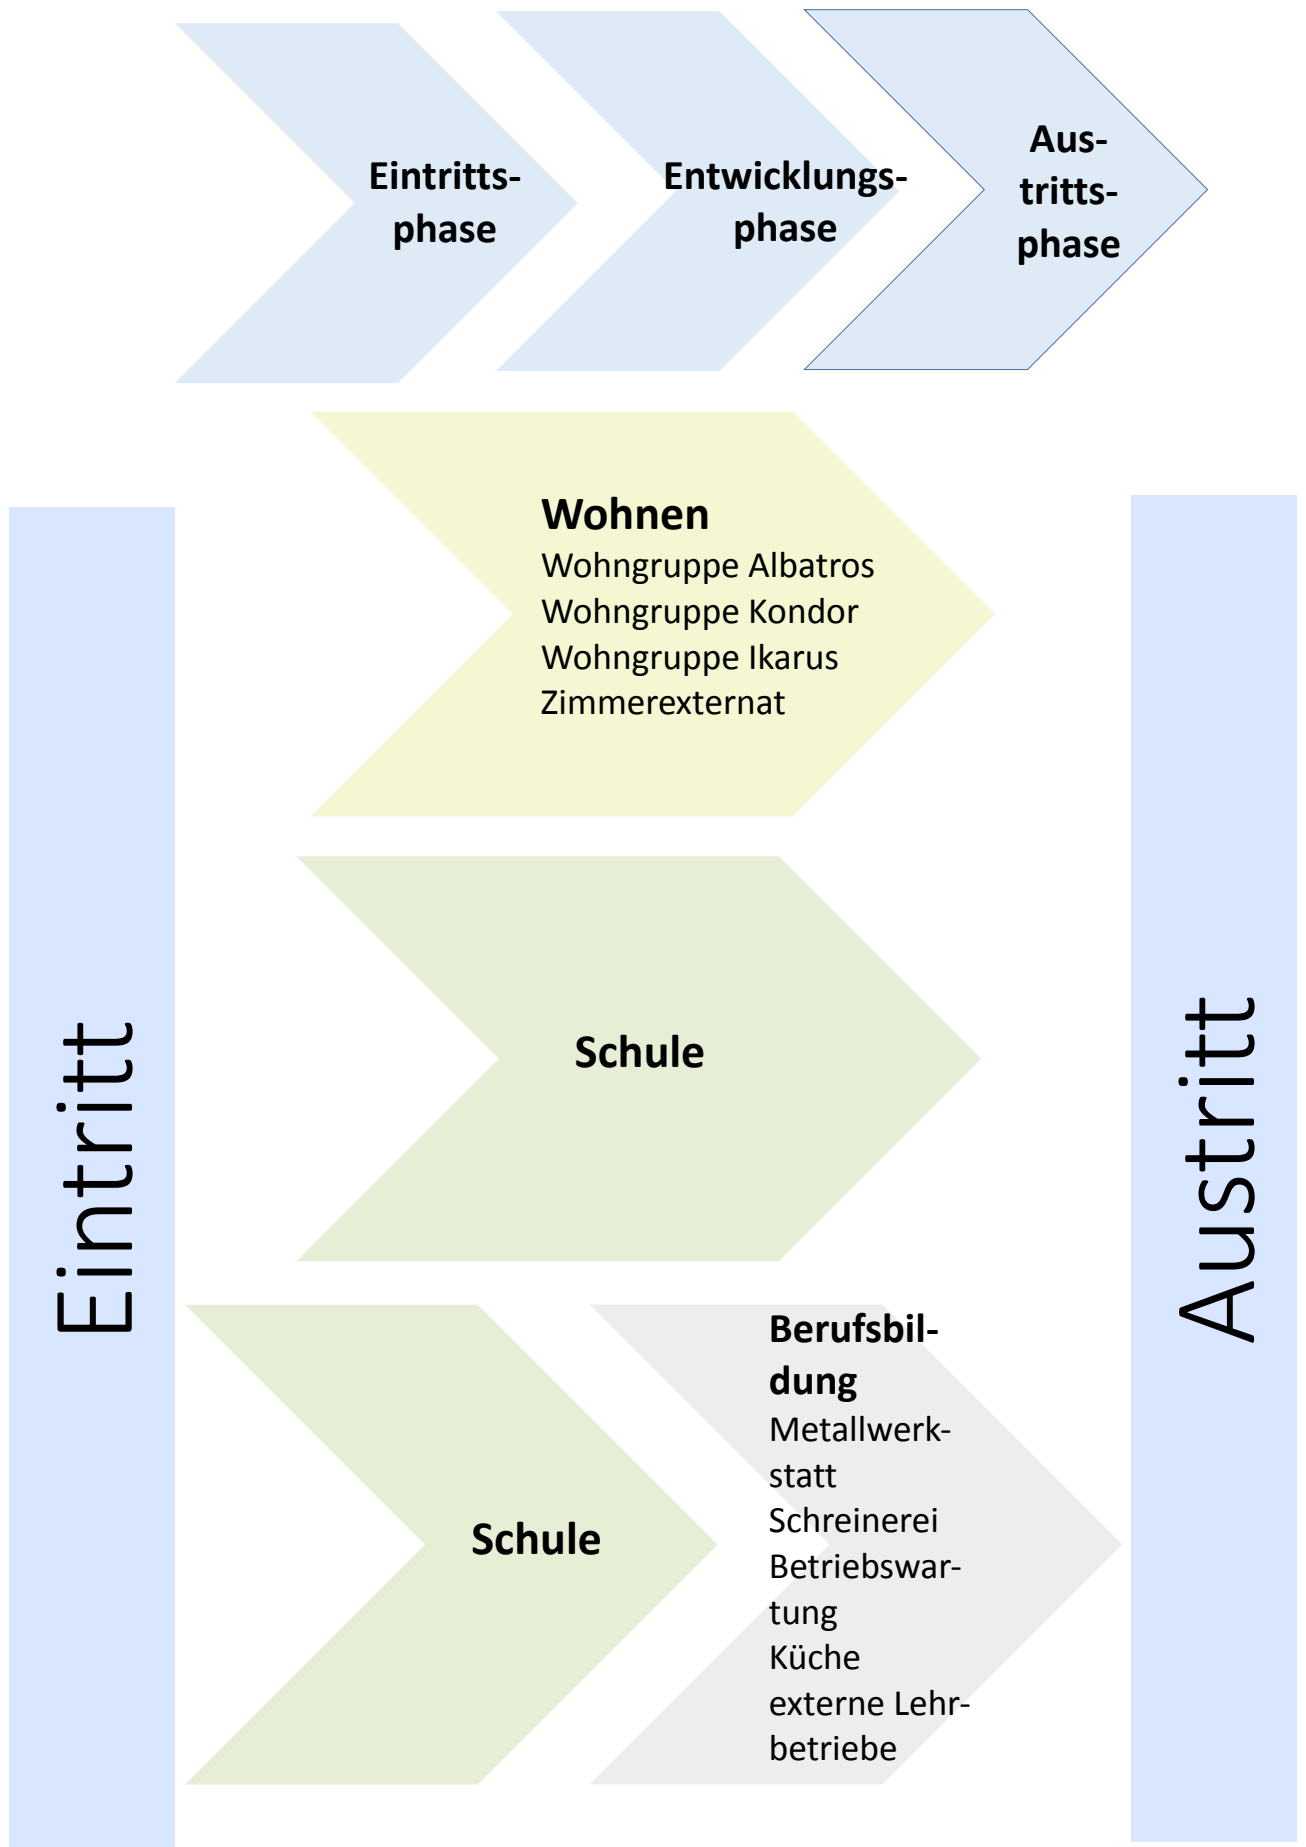 Eintritts-
phase
Entwicklungs-
phase
Aus-
tritts-
phase
Eintritt
Wohnen
Wohngruppe Albatros
Wohngruppe Kondor
Wohngruppe Ikarus
Zimmerexternat
Schule
Schule
Berufsbil-
dung
Metallwerk-
statt
Schreinerei
Betriebswar-
tung
Küche
externe Lehr-
betriebe
Austritt